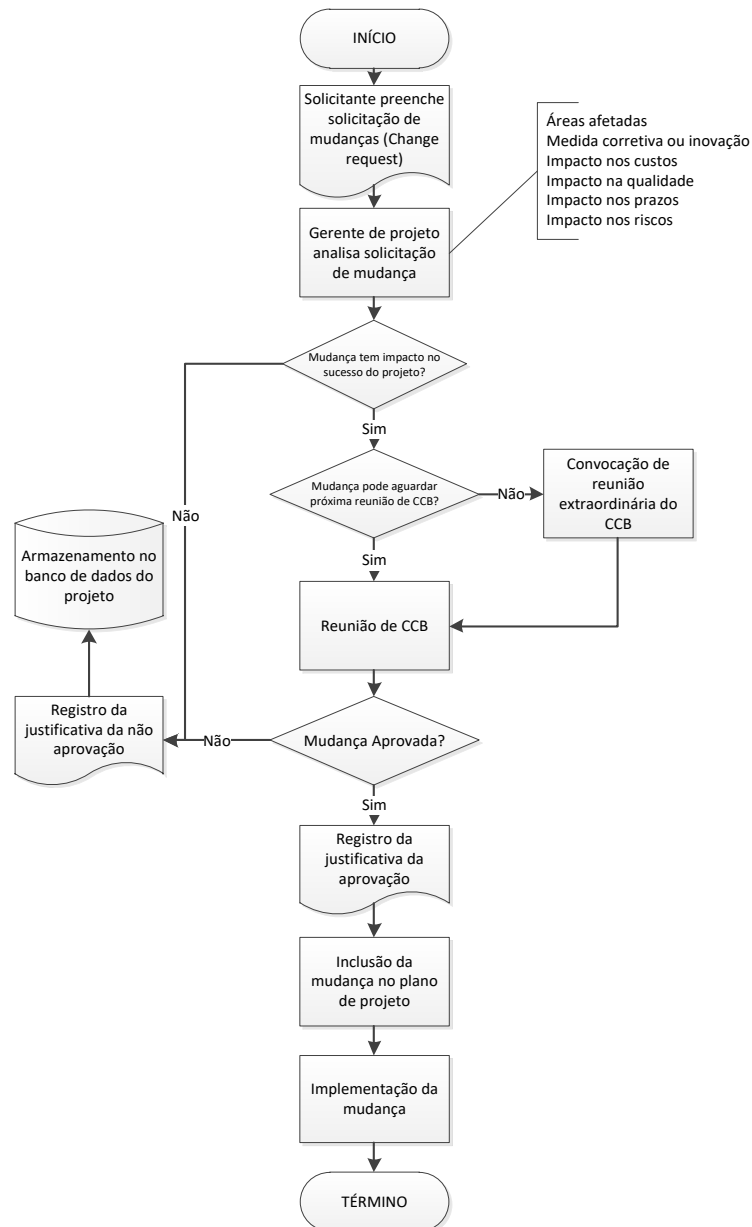 INÍCIO
Solicitante preenche
solicitação de
mudanças (Change
request)
Áreas afetadas
Medida corretiva ou inovação
Impacto nos custos
Impacto na qualidade
Impacto nos prazos
Impacto nos riscos
Gerente de projeto
analisa solicitação
de mudança
Mudança tem impacto no
sucesso do projeto?
Sim
Mudança pode aguardar
próxima reunião de CCB?
Não
Convocação de
reunião
extraordinária do
CCB
Não
Armazenamento no
banco de dados do
projeto
Sim
Reunião de CCB
Registro da
justificativa da não
aprovação
Não
Mudança Aprovada?
Sim
Registro da
justificativa da
aprovação
Inclusão da
mudança no plano
de projeto
Implementação da
mudança
TÉRMINO